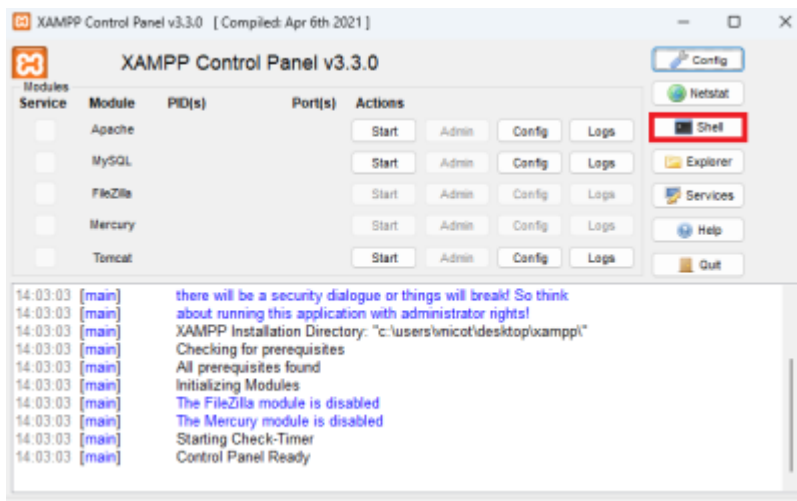 XAMPP Control Panel v3.3.0 [ Compiled: Apr 6th 2021 ]
XAMPP Control Panel v3.3.0
Config
Modules
Service Module PID(s) Port(s) Actions
Netstat
Apache Start Admin Config Logs
Shell
MySQL Start Admin Config Logs
Explorer
FileZilla Start Admin Config Logs
Services
Mercury Start Admin Config Logs
Help
Tomcat Start Admin Config Logs
Quit
14:03:03 [main] there will be a security dialogue or things will break! So think
14:03:03 [main] about running this application with administrator rights!
14:03:03 [main] XAMPP Installation Directory: "c:\users\vnicot\desktop\xampp\"
14:03:03 [main] Checking for prerequisites
14:03:03 [main] All prerequisites found
14:03:03 [main] Initializing Modules
14:03:03 [main] The FileZilla module is disabled
14:03:03 [main] The Mercury module is disabled
14:03:03 [main] Starting Check-Timer
14:03:03 [main] Control Panel Ready